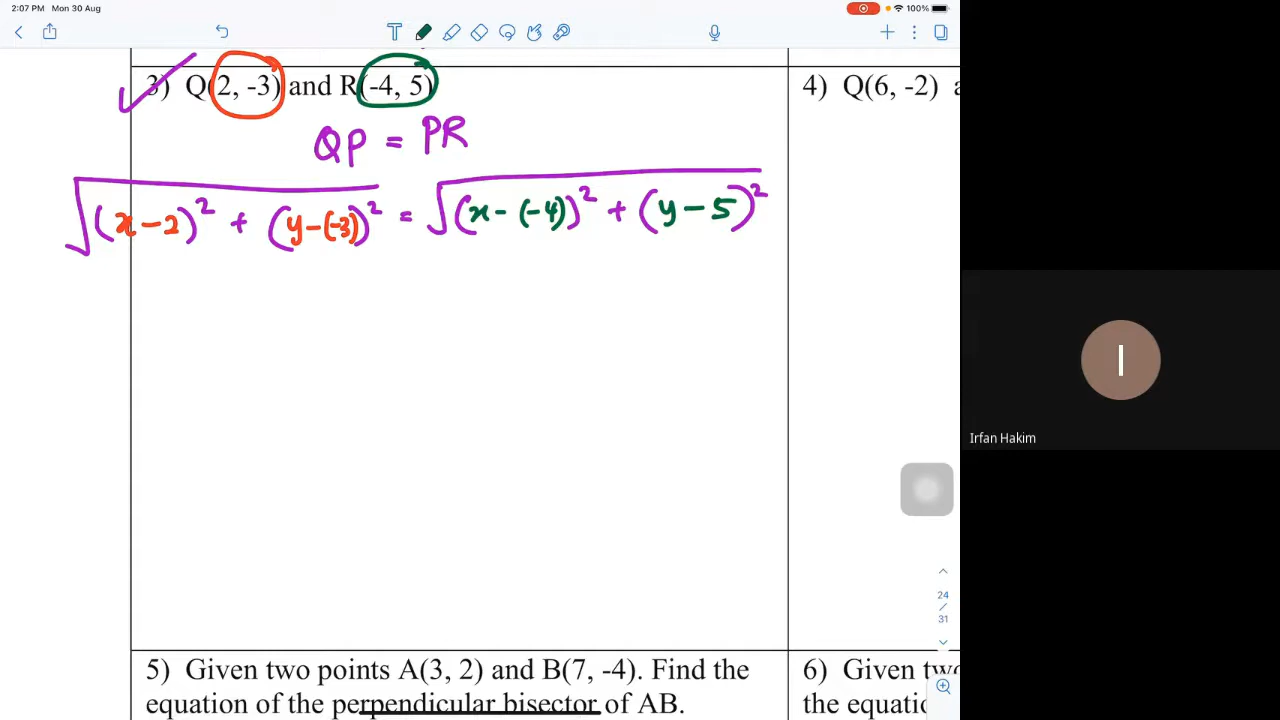 2:07 PM Mon 30 Aug
100%
3) Q(2, -3) and R(-4, 5)
4) Q(6, -2) a
QP = PR
√(x-2)² + (y-(-3))² = √(x-(-4))² + (y-5)²
I
Irfan Hakim
24
/
31
5) Given two points A(3, 2) and B(7, -4). Find the
equation of the perpendicular bisector of AB.
6) Given two
the equatio